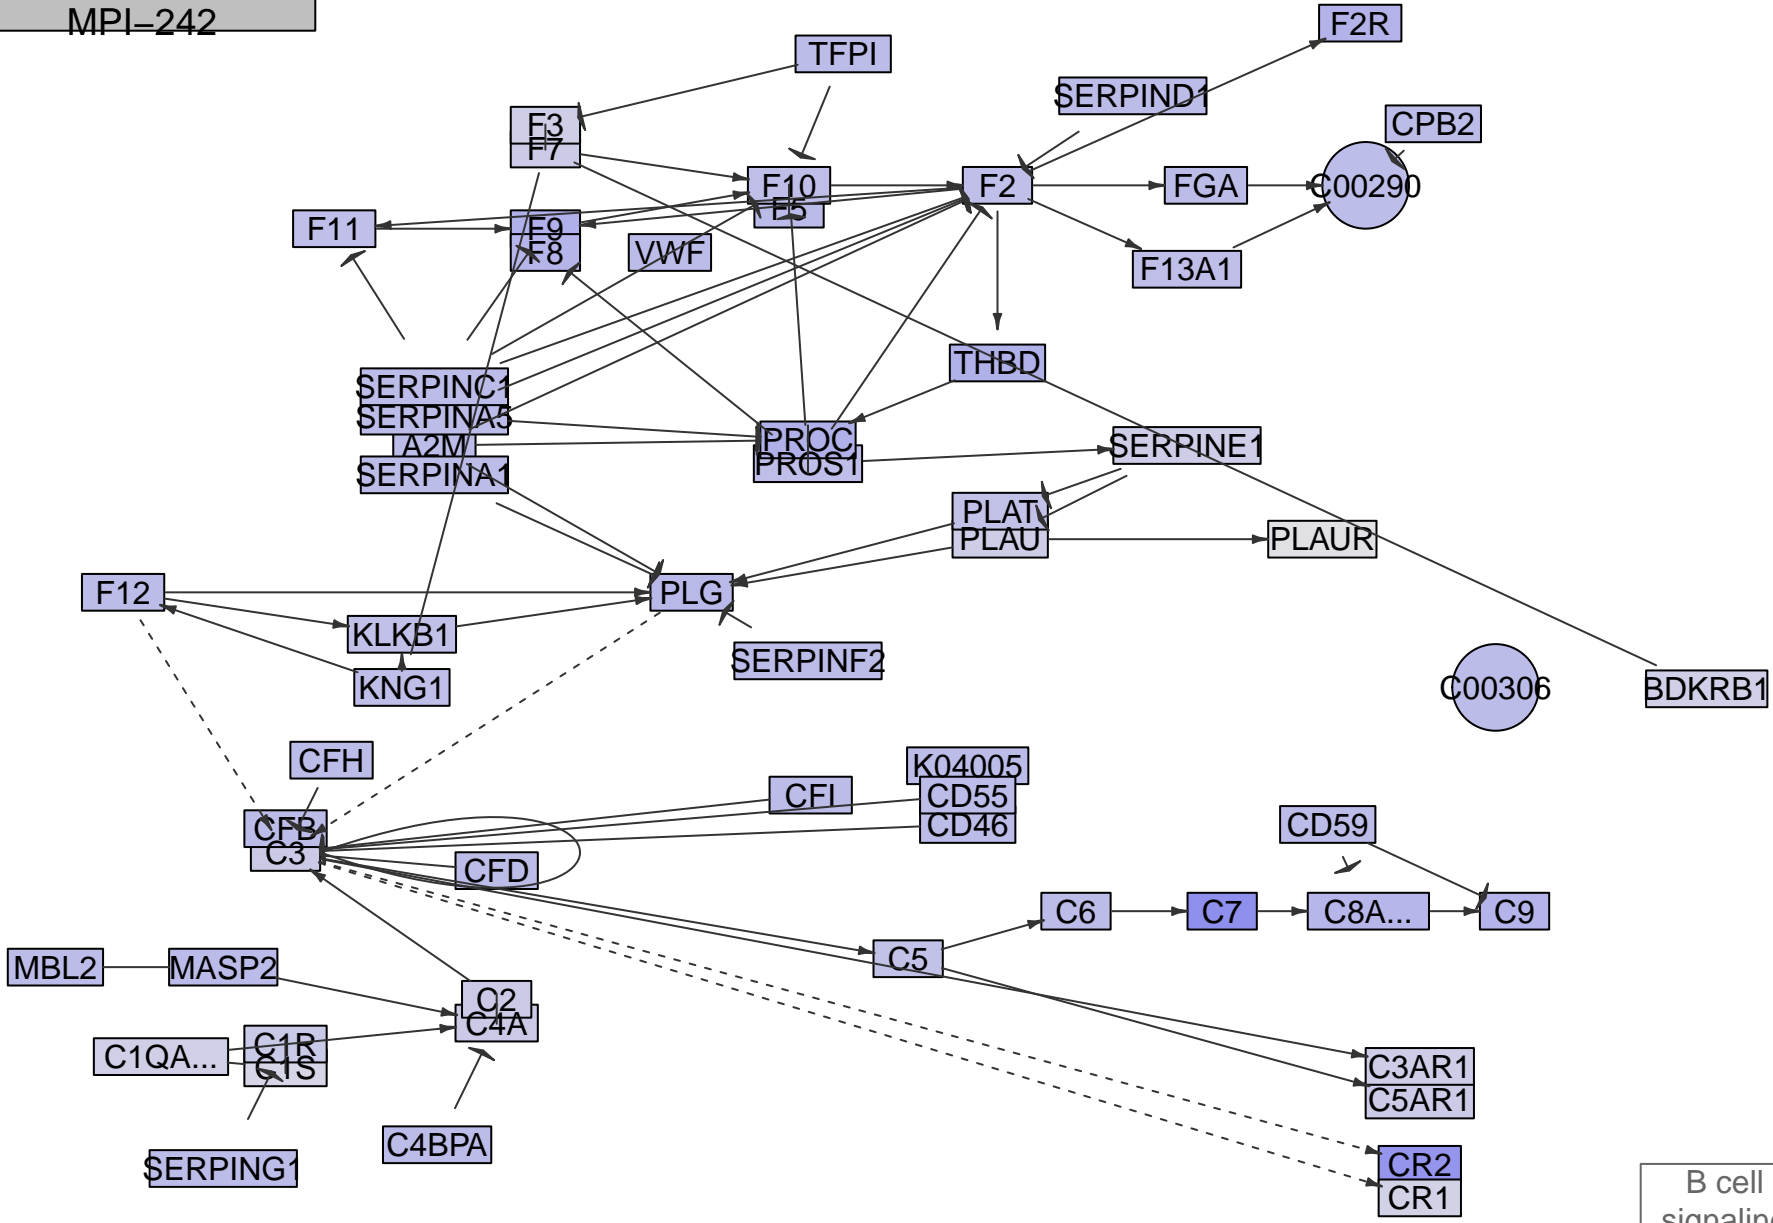 MPI–242
F2R
TFPI
SERPIND1
CPB2
F3
F7
F10
F5
F2
FGA
C00290
F11
F9
F8
VWF
F13A1
THBD
SERPINC1
SERPINA5
A2M
SERPINA1
PROC
PROS1
SERPINE1
PLAT
PLAU
PLAUR
F12
PLG
KLKB1
SERPINF2
KNG1
C00306
BDKRB1
CFH
K04005
CFI
CD55
CD46
CFB
C3
CFD
CD59
C6
C7
C8A...
C9
C5
MBL2
MASP2
C2
C4A
C1QA...
C1R
C1S
C3AR1
C5AR1
C4BPA
SERPING1
CR2
CR1
B cell
signaling